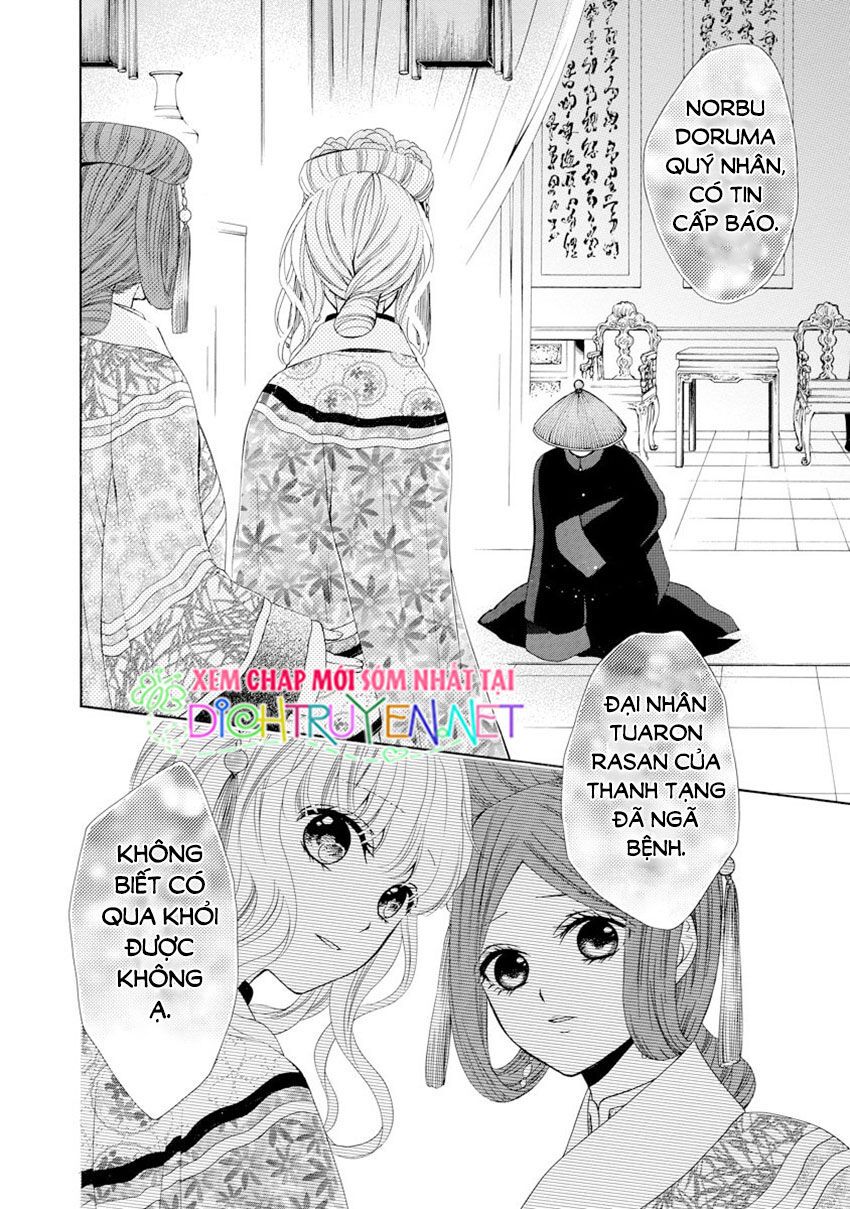 NORBU
DORUMA
QUÝ NHÂN,
CÓ TIN
CẤP BÁO.
XEM CHAP MỚI SOM NHẤT TẠI
DICHTRUYEN.NET
ĐẠI NHÂN
TUARON
RASAN CỦA
THANH TẠNG
ĐÃ NGÃ
BỆNH.
KHÔNG
BIẾT CÓ
QUA KHỎI
ĐƯỢC
KHÔNG
Ạ.